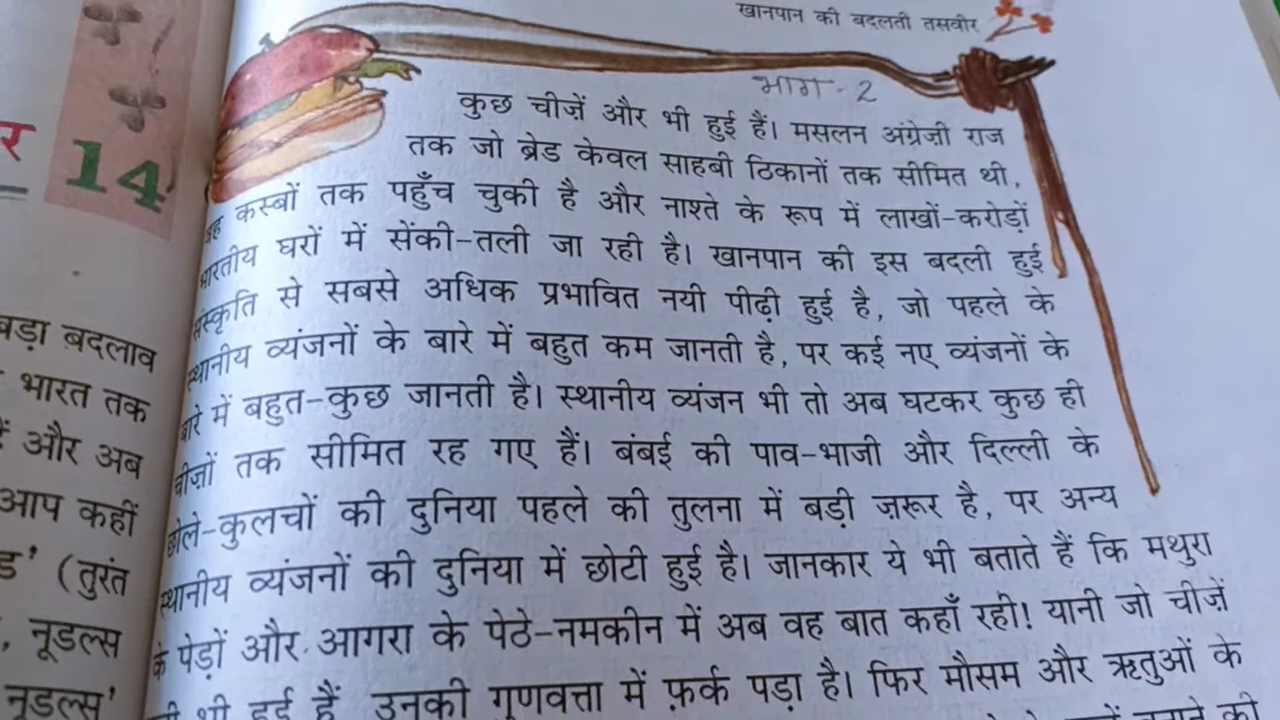 खानपान की बदलती तसवीर
भाग - 2
र
14
बड़ा बदलाव
भारत तक
और अब
आप कहीं
(तुरंत
, नूडल्स
नूडल्स'
कुछ चीज़ें और भी हुई हैं। मसलन अंग्रेज़ी राज
तक जो ब्रेड केवल साहबी ठिकानों तक सीमित थी,
वह कस्बों तक पहुँच चुकी है और नाश्ते के रूप में लाखों-करोड़ों
भारतीय घरों में सेंकी-तली जा रही है। खानपान की इस बदली हुई
संस्कृति से सबसे अधिक प्रभावित नयी पीढ़ी हुई है, जो पहले के
स्थानीय व्यंजनों के बारे में बहुत कम जानती है, पर कई नए व्यंजनों के
बारे में बहुत-कुछ जानती है। स्थानीय व्यंजन भी तो अब घटकर कुछ ही
चीज़ों तक सीमित रह गए हैं। बंबई की पाव-भाजी और दिल्ली के
छोले-कुलचों की दुनिया पहले की तुलना में बड़ी ज़रूर है, पर अन्य
स्थानीय व्यंजनों की दुनिया में छोटी हुई है। जानकार ये भी बताते हैं कि मथुरा
के पेड़ों और आगरा के पेठे-नमकीन में अब वह बात कहाँ रही! यानी जो चीज़ें
भी हुई हैं उनकी गुणवत्ता में फ़र्क पड़ा है। फिर मौसम और ऋतुओं के